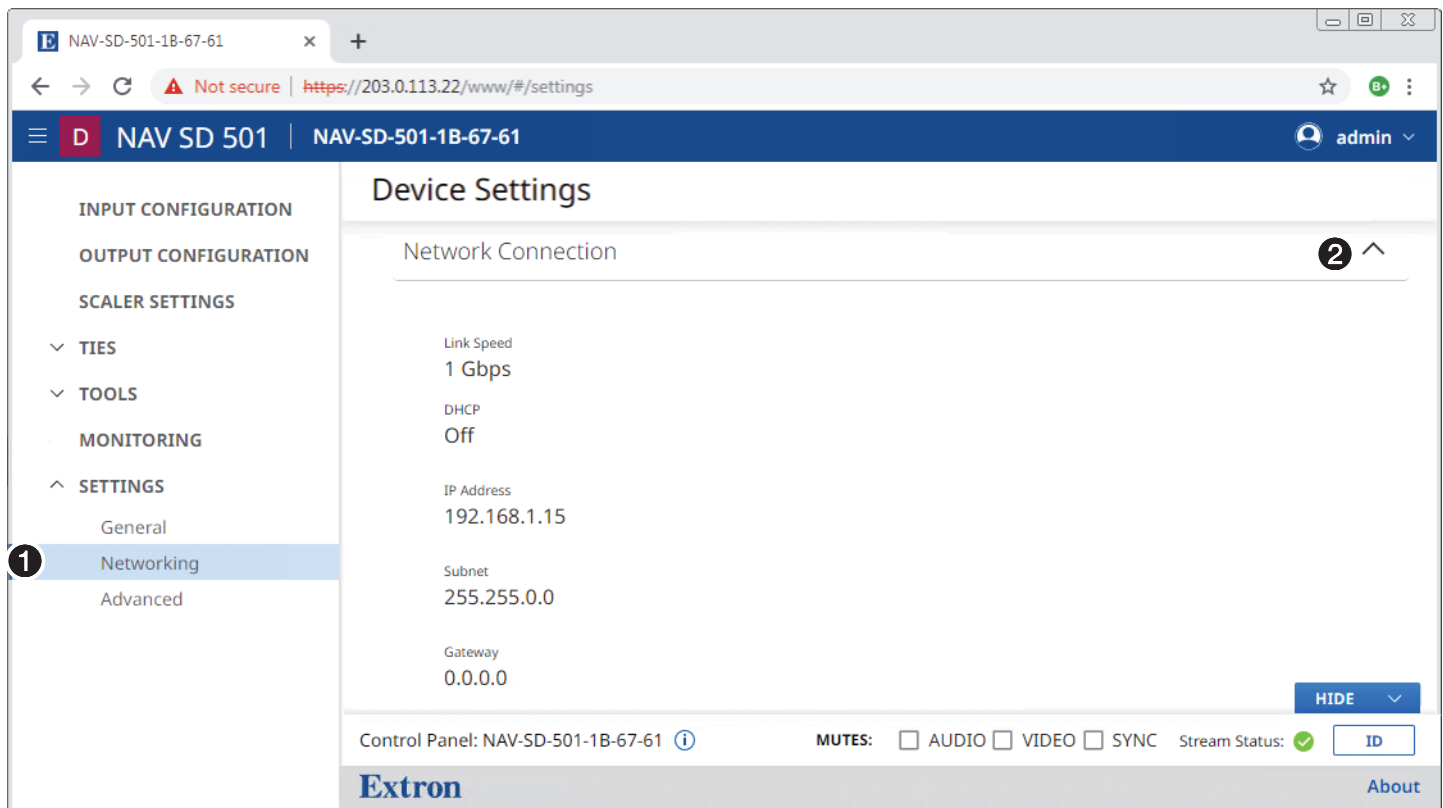 E NAV-SD-501-1B-67-61 × +
Not secure | https://203.0.113.22/www/#/settings B+
D NAV SD 501 | NAV-SD-501-1B-67-61 admin
Device Settings
INPUT CONFIGURATION
OUTPUT CONFIGURATION
SCALER SETTINGS
TIES
TOOLS
MONITORING
SETTINGS
General
1 Networking
Advanced
Network Connection 2
Link Speed
1 Gbps
DHCP
Off
IP Address
192.168.1.15
Subnet
255.255.0.0
Gateway
0.0.0.0
HIDE
Control Panel: NAV-SD-501-1B-67-61 i MUTES: AUDIO VIDEO SYNC Stream Status: ID
Extron About